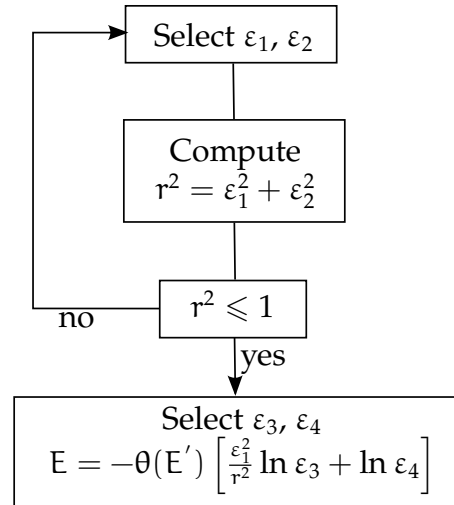 Select ε₁, ε₂
Compute
r² = ε₁² + ε₂²
r² ⩽ 1
no
yes
Select ε₃, ε₄
E = −θ(E′) [ε₁²/r² ln ε₃ + ln ε₄]